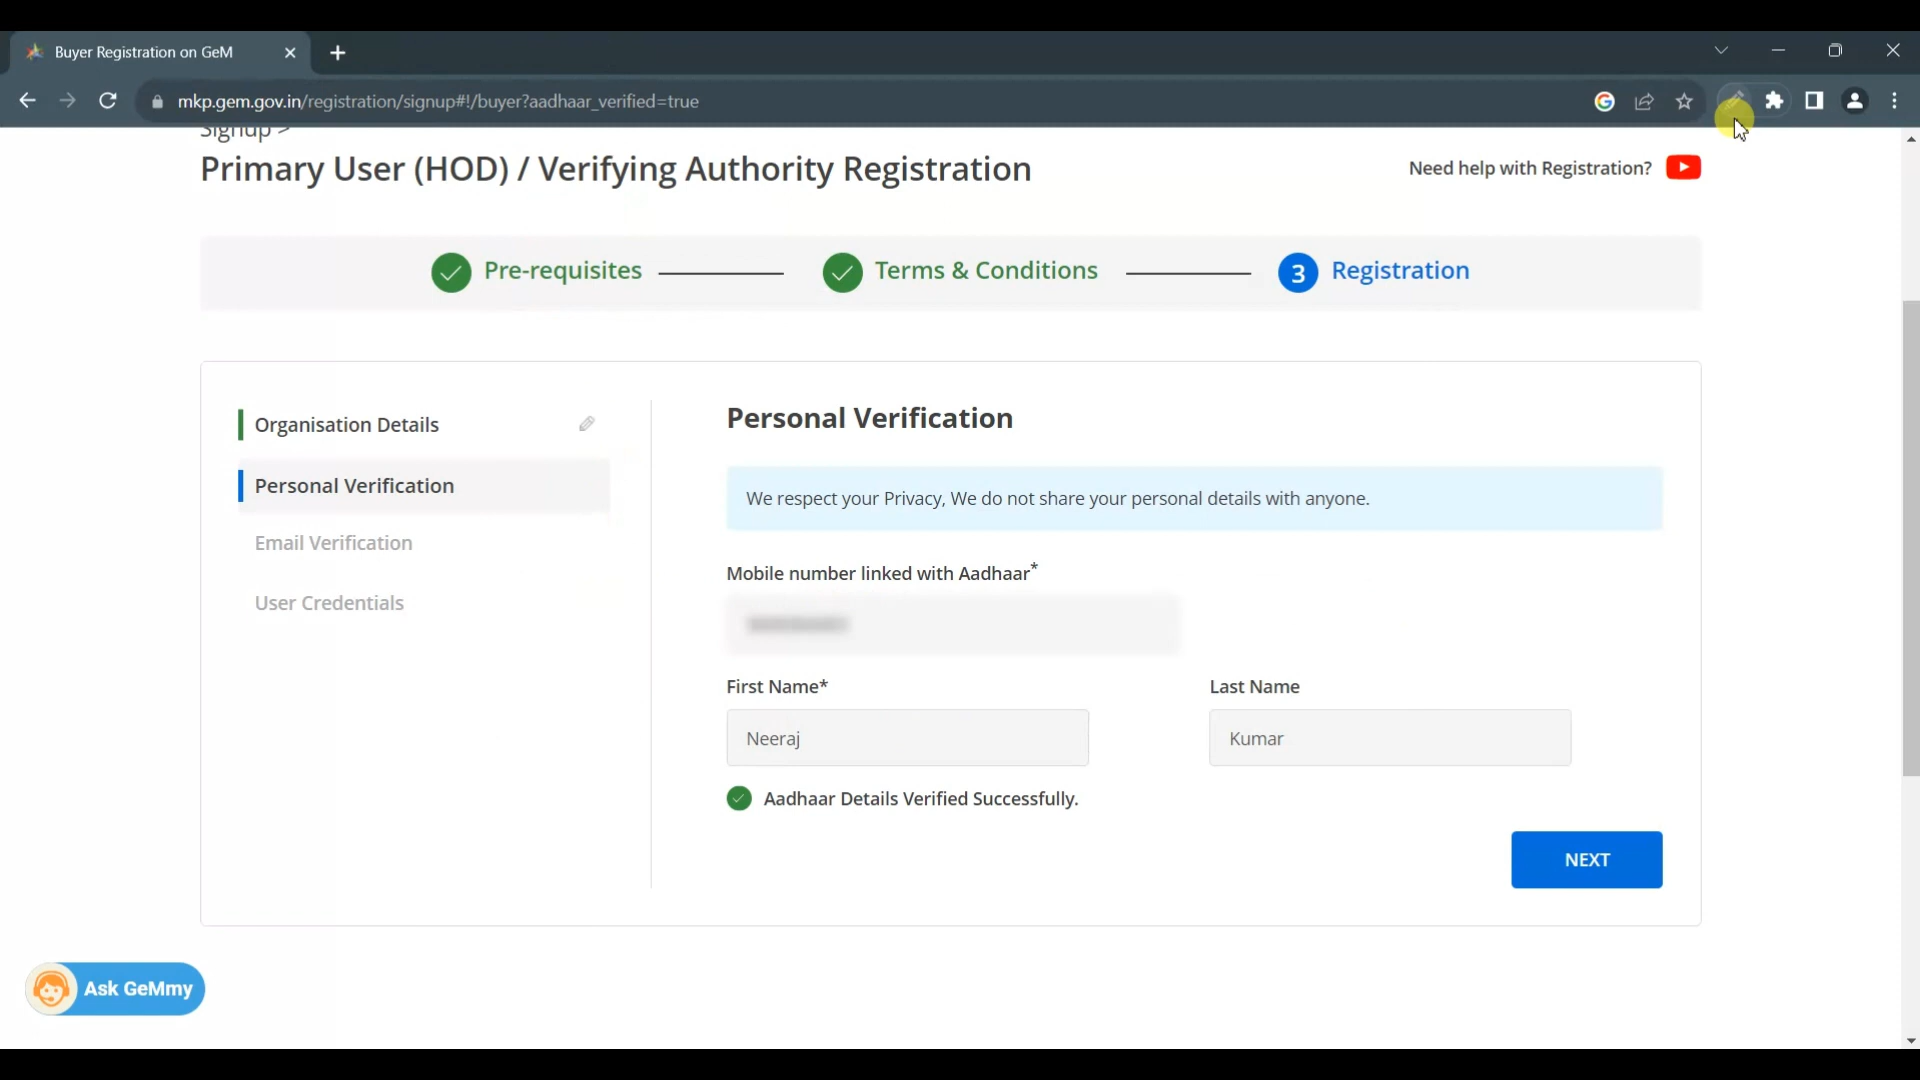 Buyer Registration on GeM
mkp.gem.gov.in/registration/signup#!/buyer?aadhaar_verified=true
Signup >
Primary User (HOD) / Verifying Authority Registration
Need help with Registration?
Pre-requisites
Terms & Conditions
3 Registration
Organisation Details
Personal Verification
Email Verification
User Credentials
Personal Verification
We respect your Privacy, We do not share your personal details with anyone.
Mobile number linked with Aadhaar*
First Name*
Last Name
Neeraj
Kumar
Aadhaar Details Verified Successfully.
NEXT
Ask GeMmy